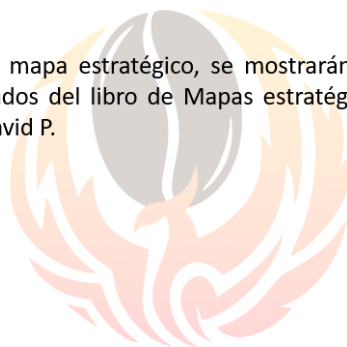 mapa estratégico, se mostrarán
dos del libro de Mapas estratég
vid P.